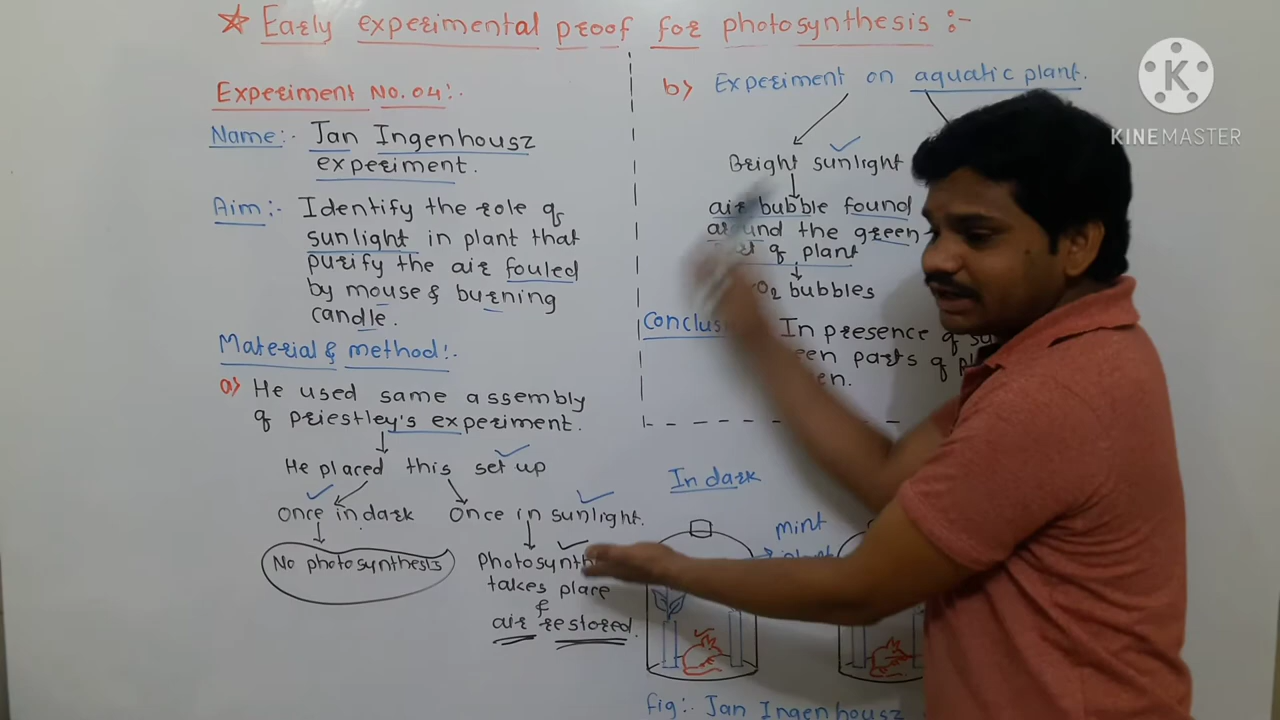 ☆ Early experimental proof for photosynthesis :-
Experiment No. 04:.
Name:- Jan Ingenhousz
experiment.
Aim:- Identify the role of
sunlight in plant that
purify the air fouled
by mouse & burning
candle.
Material & method:.
a) He used same assembly
of priestley's experiment.
He placed this set up
Once in dark Once in sunlight.
No photosynthesis
Photosynth
takes place
&
air restored.
b) Experiment on aquatic plant.
Bright sunlight
air bubble found
around the green
of plant
O2 bubbles
Conclus In presence of
parts of
In dark
mint
fig:. Jan Ingenhousz
K
KINEMASTER